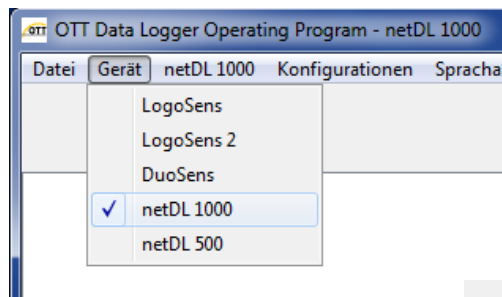 OTT OTT Data Logger Operating Program - netDL 1000
Datei Gerät netDL 1000 Konfigurationen Spracha
LogoSens
LogoSens 2
DuoSens
netDL 1000
netDL 500